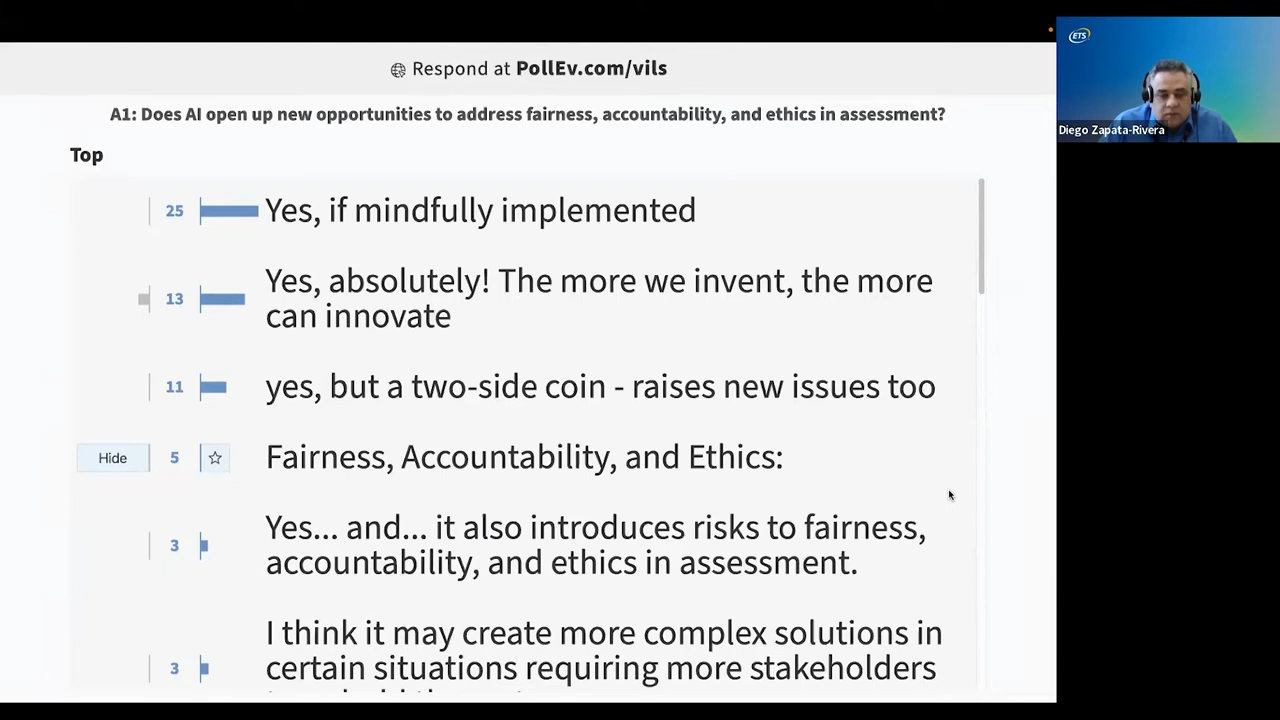 Respond at PollEv.com/vils
ETS
Diego Zapata-Rivera
A1: Does AI open up new opportunities to address fairness, accountability, and ethics in assessment?
Top
25 Yes, if mindfully implemented
13 Yes, absolutely! The more we invent, the more
can innovate
11 yes, but a two-side coin - raises new issues too
Hide 5 Fairness, Accountability, and Ethics:
3 Yes... and... it also introduces risks to fairness,
accountability, and ethics in assessment.
I think it may create more complex solutions in
3 certain situations requiring more stakeholders